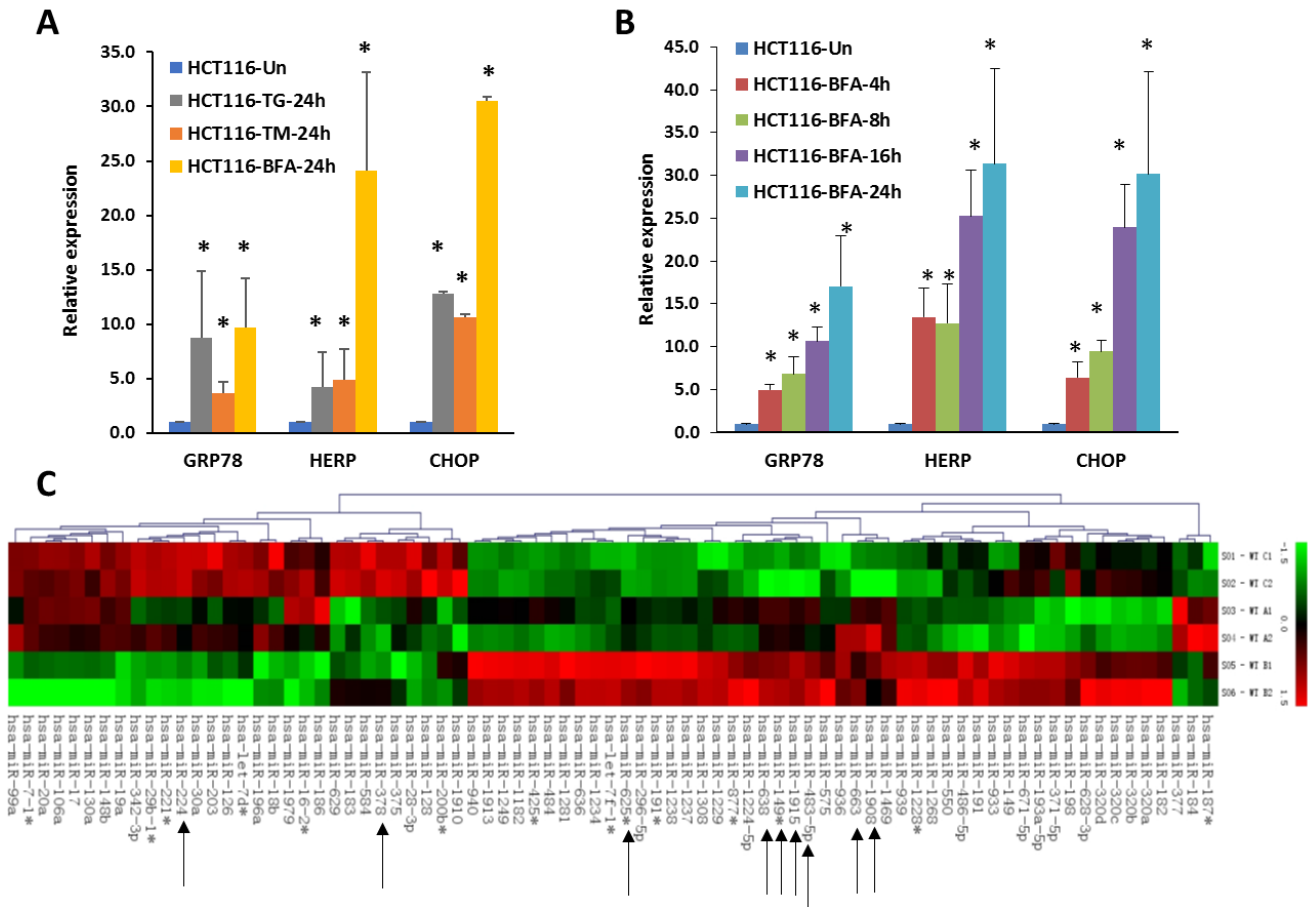 A
35.0
30.0
25.0
20.0
15.0
10.0
5.0
0.0
Relative expression
HCT116-Un
HCT116-TG-24h
HCT116-TM-24h
HCT116-BFA-24h
* * *
* * *
* * *
GRP78 HERP CHOP
B
45.0
40.0
35.0
30.0
25.0
20.0
15.0
10.0
5.0
0.0
Relative expression
HCT116-Un
HCT116-BFA-4h
HCT116-BFA-8h
HCT116-BFA-16h
HCT116-BFA-24h
* * * *
* * * *
* * * *
GRP78 HERP CHOP
C
S01 - WT C1
S02 - WT C2
S03 - WT A1
S04 - WT A2
S05 - WT B1
S06 - WT B2
-1.5
0.0
1.5
hsa-miR-99a
hsa-miR-7-1*
hsa-miR-20a
hsa-miR-106a
hsa-miR-17
hsa-miR-130a
hsa-miR-148b
hsa-miR-19a
hsa-miR-342-3p
hsa-miR-29b-1*
hsa-miR-221*
hsa-miR-224
hsa-miR-30a
hsa-miR-203
hsa-miR-126
hsa-let-7d*
hsa-miR-196a
hsa-miR-18b
hsa-miR-1979
hsa-miR-16-2*
hsa-miR-186
hsa-miR-629
hsa-miR-183
hsa-miR-584
hsa-miR-378
hsa-miR-375
hsa-miR-28-3p
hsa-miR-128
hsa-miR-200b*
hsa-miR-1910
hsa-miR-940
hsa-miR-1913
hsa-miR-1249
hsa-miR-1182
hsa-miR-425*
hsa-miR-484
hsa-miR-1281
hsa-miR-636
hsa-miR-1234
hsa-let-7f-1*
hsa-miR-625*
hsa-miR-296-5p
hsa-miR-191*
hsa-miR-1238
hsa-miR-1237
hsa-miR-1308
hsa-miR-1229
hsa-miR-877*
hsa-miR-1224-5p
hsa-miR-638
hsa-miR-149*
hsa-miR-1915
hsa-miR-483-5p
hsa-miR-575
hsa-miR-936
hsa-miR-663
hsa-miR-1908
hsa-miR-1469
hsa-miR-939
hsa-miR-1228*
hsa-miR-1268
hsa-miR-550
hsa-miR-486-5p
hsa-miR-191
hsa-miR-933
hsa-miR-149
hsa-miR-671-5p
hsa-miR-193a-5p
hsa-miR-371-5p
hsa-miR-198
hsa-miR-628-3p
hsa-miR-320d
hsa-miR-320c
hsa-miR-320b
hsa-miR-320a
hsa-miR-182
hsa-miR-377
hsa-miR-184
hsa-miR-187*